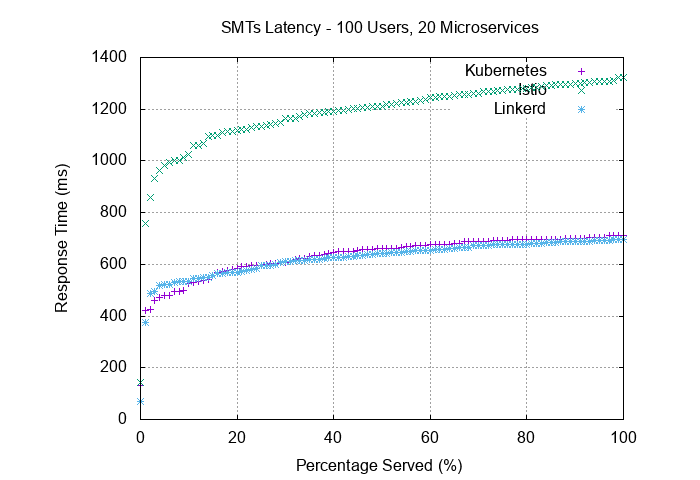 SMTs Latency - 100 Users, 20 Microservices
1400
1200
1000
800
600
400
200
0
Response Time (ms)
Kubernetes
Istio
Linkerd
0 20 40 60 80 100
Percentage Served (%)